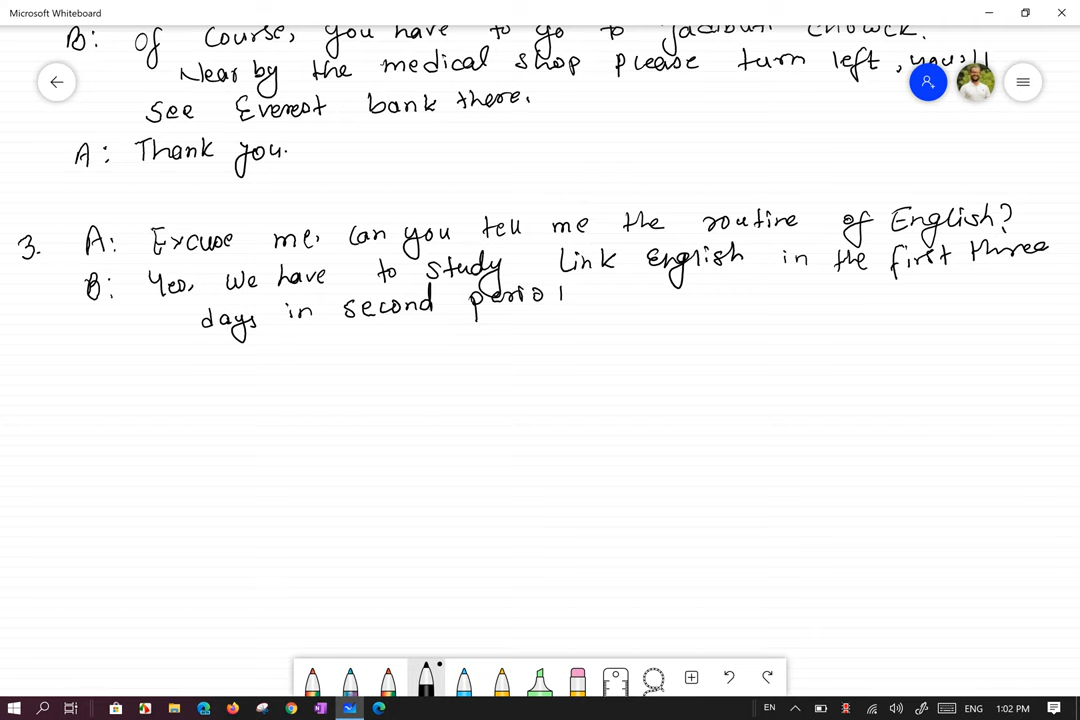 Microsoft Whiteboard
B: Of course, you have to go to
Near by the medical shop please turn left, you'll
see Everest bank there.
A: Thank you.
3. A: Excuse me, can you tell me the routine of English?
B: Yes, we have to study Link English in the first three
days in second perio
EN
ENG
1:02 PM